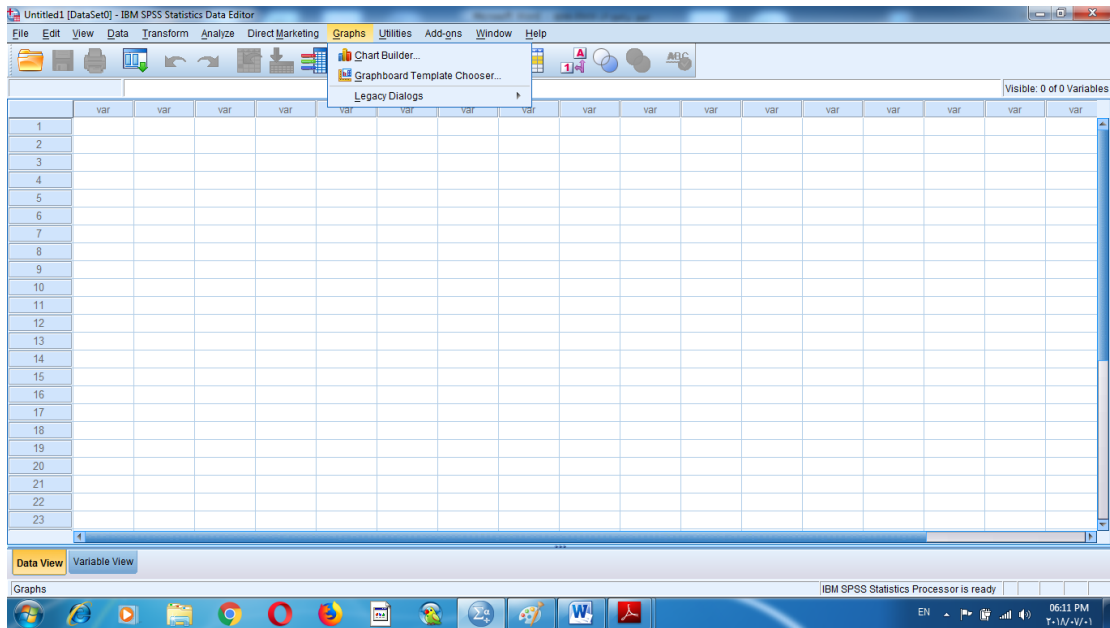 Untitled1 [DataSet0] - IBM SPSS Statistics Data Editor
File Edit View Data Transform Analyze Direct Marketing Graphs Utilities Add-ons Window Help
Chart Builder...
Graphboard Template Chooser...
Legacy Dialogs
Visible: 0 of 0 Variables
var var var var var var var var var var var var var var var var var
1
2
3
4
5
6
7
8
9
10
11
12
13
14
15
16
17
18
19
20
21
22
23
Data View Variable View
Graphs IBM SPSS Statistics Processor is ready
EN 06:11 PM
٢٠١٨/٠٧/٠١